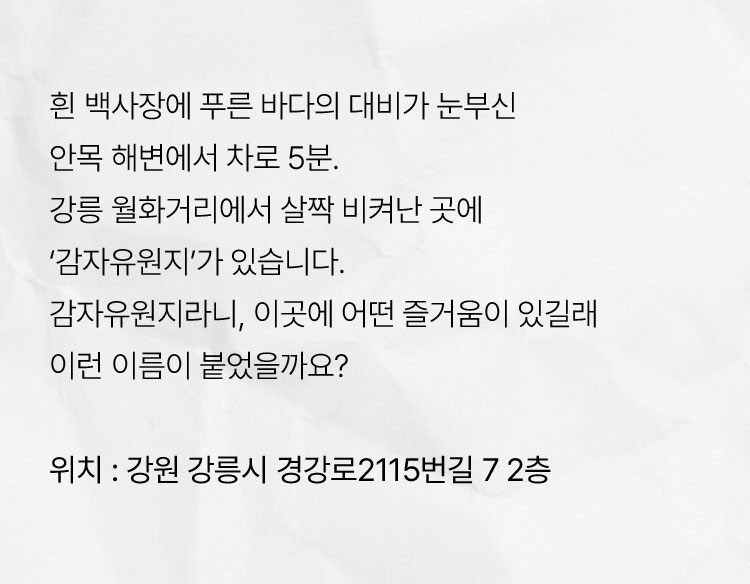 흰 백사장에 푸른 바다의 대비가 눈부신
안목 해변에서 차로 5분.
강릉 월화거리에서 살짝 비켜난 곳에
‘감자유원지’가 있습니다.
감자유원지라니, 이곳에 어떤 즐거움이 있길래
이런 이름이 붙었을까요?
위치 : 강원 강릉시 경강로2115번길 7 2층